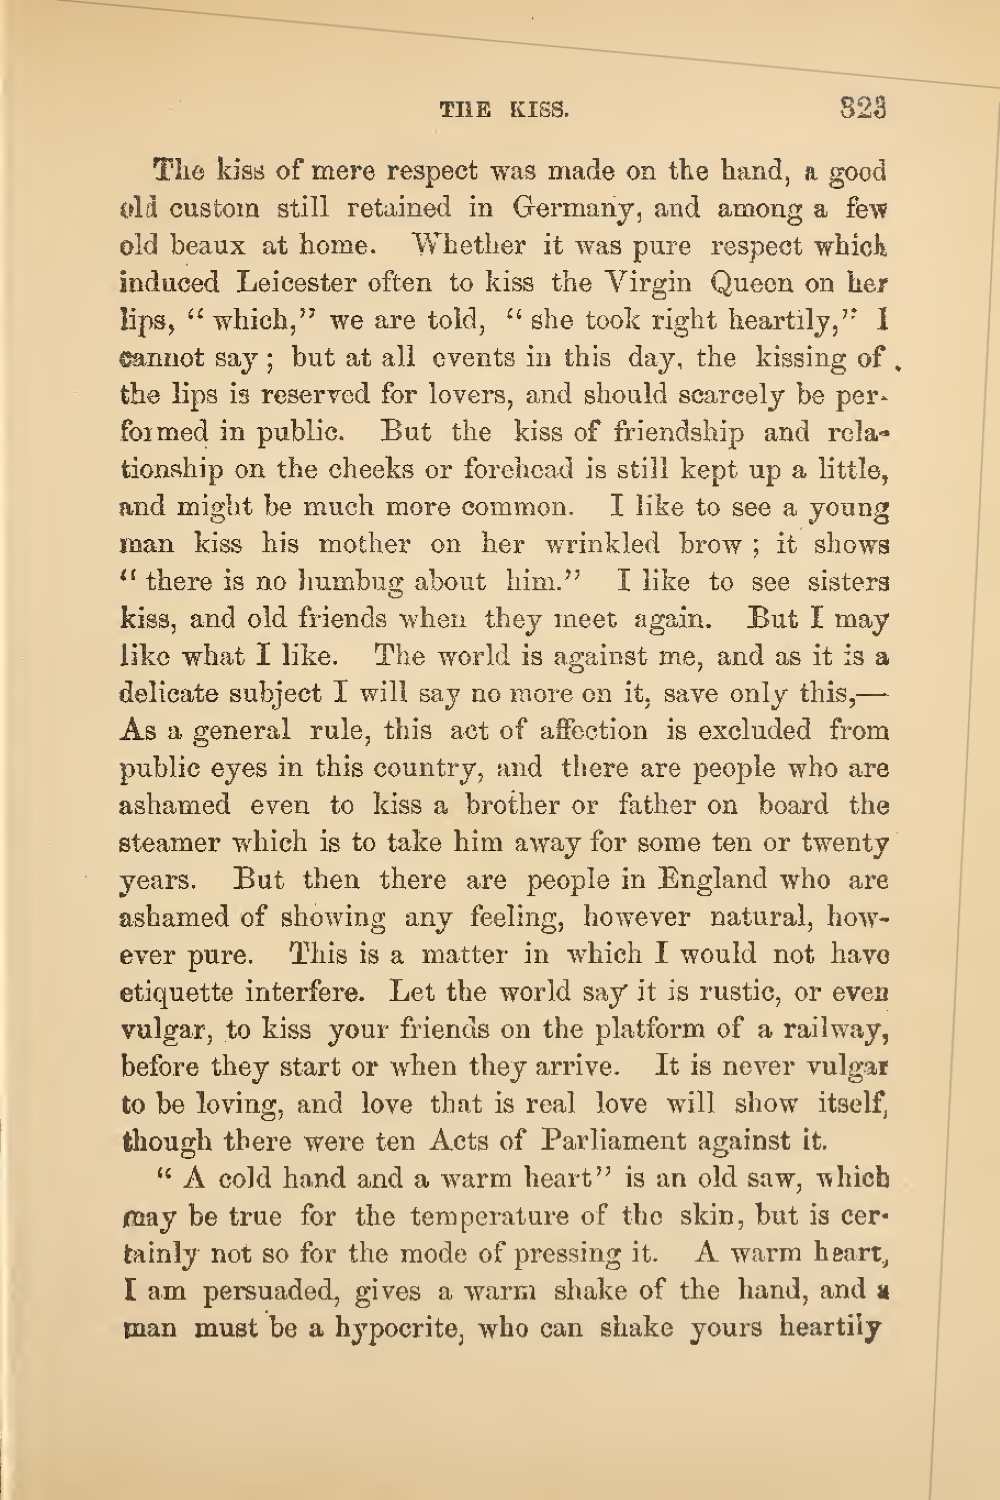 THE KISS. 323
The kiss of mere respect was made on the hand, a good
old custom still retained in Germany, and among a few
old beaux at home. Whether it was pure respect which
induced Leicester often to kiss the Virgin Queen on her
lips, “ which,” we are told, “ she took right heartily,” I
cannot say ; but at all events in this day, the kissing of
the lips is reserved for lovers, and should scarcely be per-
formed in public. But the kiss of friendship and rela-
tionship on the cheeks or forehead is still kept up a little,
and might be much more common. I like to see a young
man kiss his mother on her wrinkled brow ; it shows
“ there is no humbug about him.” I like to see sisters
kiss, and old friends when they meet again. But I may
like what I like. The world is against me, and as it is a
delicate subject I will say no more on it, save only this,—
As a general rule, this act of affection is excluded from
public eyes in this country, and there are people who are
ashamed even to kiss a brother or father on board the
steamer which is to take him away for some ten or twenty
years. But then there are people in England who are
ashamed of showing any feeling, however natural, how-
ever pure. This is a matter in which I would not have
etiquette interfere. Let the world say it is rustic, or even
vulgar, to kiss your friends on the platform of a railway,
before they start or when they arrive. It is never vulgar
to be loving, and love that is real love will show itself,
though there were ten Acts of Parliament against it.
“ A cold hand and a warm heart” is an old saw, which
may be true for the temperature of the skin, but is cer-
tainly not so for the mode of pressing it. A warm heart,
I am persuaded, gives a warm shake of the hand, and a
man must be a hypocrite, who can shake yours heartily